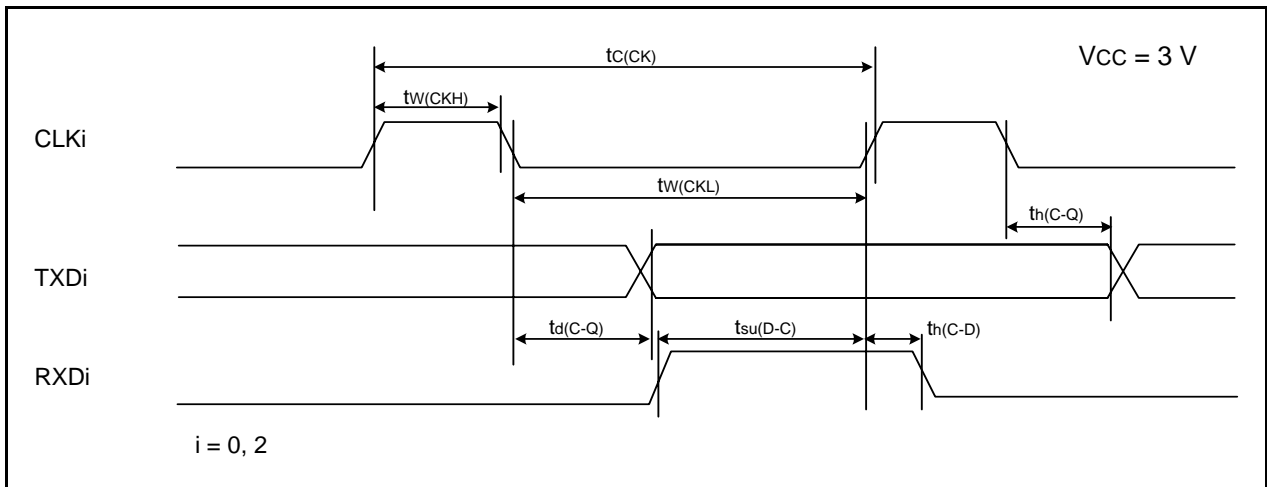 tC(CK)
VCC = 3 V
tW(CKH)
CLKi
tW(CKL)
th(C-Q)
TXDi
td(C-Q)
tsu(D-C)
th(C-D)
RXDi
i = 0, 2